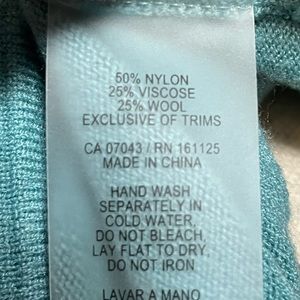 50% NYLON
25% VISCOSE
25% WOOL
EXCLUSIVE OF TRIMS
CA 07043 / RN 161125
MADE IN CHINA
HAND WASH
SEPARATELY IN
COLD WATER,
DO NOT BLEACH,
LAY FLAT TO DRY,
DO NOT IRON
LAVAR A MANO